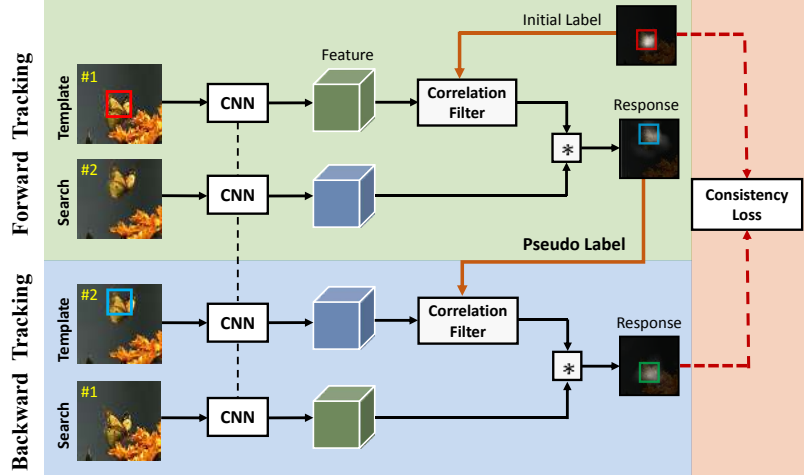 Initial Label
Forward Tracking
Template
#1
CNN
Feature
Correlation
Filter
Response
*
Search
#2
CNN
Consistency
Loss
Pseudo Label
Backward Tracking
Template
#2
CNN
Correlation
Filter
Response
*
Search
#1
CNN